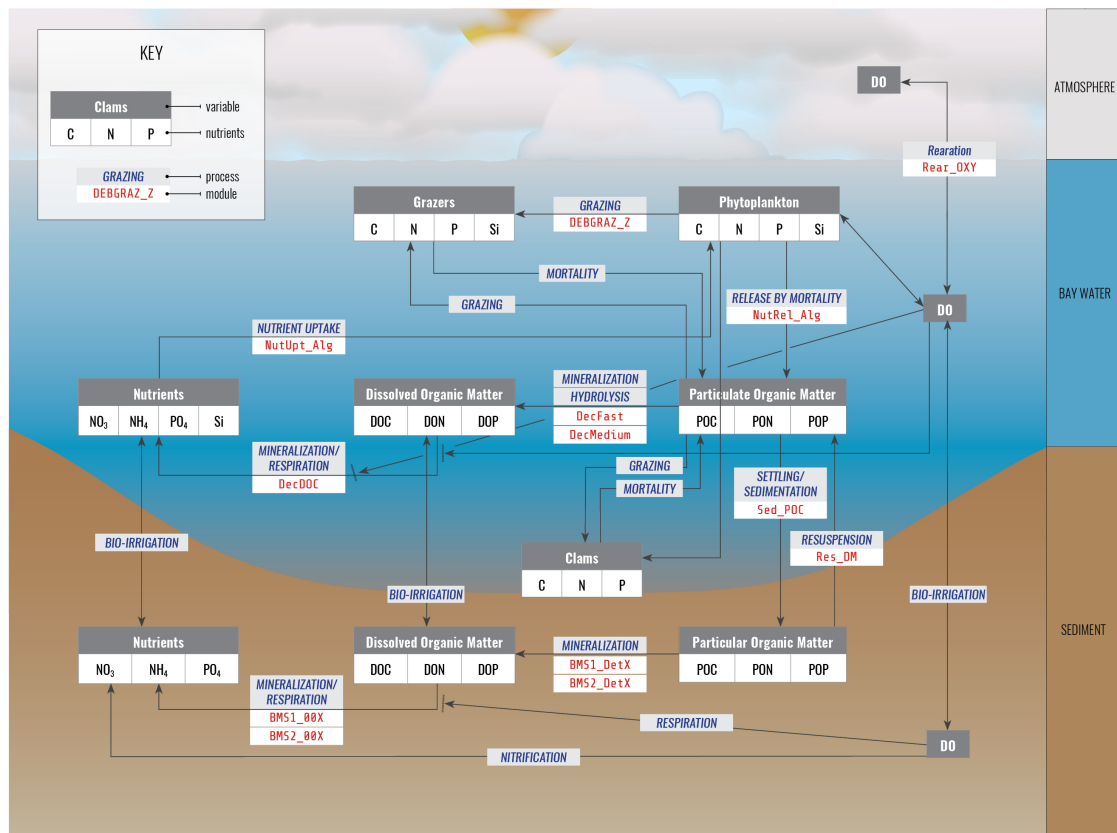 KEY
Clams
variable
C N P
nutrients
GRAZING
process
DEBGRAZ_Z
module
DO
ATMOSPHERE
Rearation
Rear_OXY
Grazers
C N P Si
GRAZING
DEBGRAZ_Z
Phytoplankton
C N P Si
MORTALITY
GRAZING
RELEASE BY MORTALITY
NutRel_Alg
DO
BAY WATER
NUTRIENT UPTAKE
NutUpt_Alg
Nutrients
NO₃ NH₄ PO₄ Si
Dissolved Organic Matter
DOC DON DOP
MINERALIZATION
HYDROLYSIS
DecFast
DecMedium
Particulate Organic Matter
POC PON POP
MINERALIZATION/
RESPIRATION
DecDOC
GRAZING
MORTALITY
SETTLING/
SEDIMENTATION
Sed_POC
BIO-IRRIGATION
RESUSPENSION
Res_DM
Clams
C N P
BIO-IRRIGATION
BIO-IRRIGATION
SEDIMENT
Nutrients
NO₃ NH₄ PO₄
Dissolved Organic Matter
DOC DON DOP
MINERALIZATION
BMS1_DetX
BMS2_DetX
Particular Organic Matter
POC PON POP
MINERALIZATION/
RESPIRATION
BMS1_00X
BMS2_00X
RESPIRATION
DO
NITRIFICATION